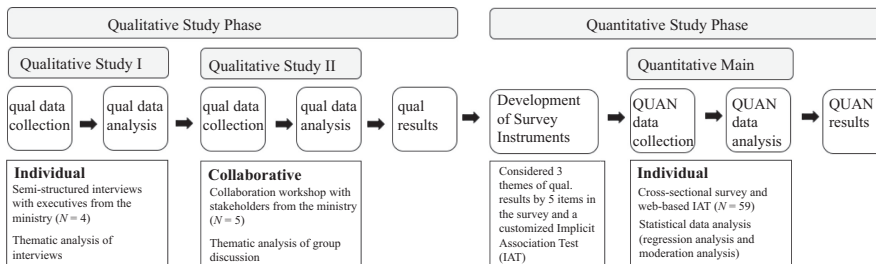 Qualitative Study Phase
Quantitative Study Phase
Qualitative Study I
Qualitative Study II
Quantitative Main
qual data
collection
qual data
analysis
qual data
collection
qual data
analysis
qual
results
Development
of Survey
Instruments
QUAN
data
collection
QUAN
data
analysis
QUAN
results
Individual
Semi-structured interviews
with executives from the
ministry (N = 4)
Thematic analysis of
interviews
Collaborative
Collaboration workshop with
stakeholders from the ministry
(N = 5)
Thematic analysis of group
discussion
Considered 3
themes of qual.
results by 5 items in
the survey and a
customized Implicit
Association Test
(IAT)
Individual
Cross-sectional survey and
web-based IAT (N = 59)
Statistical data analysis
(regression analysis and
moderation analysis)